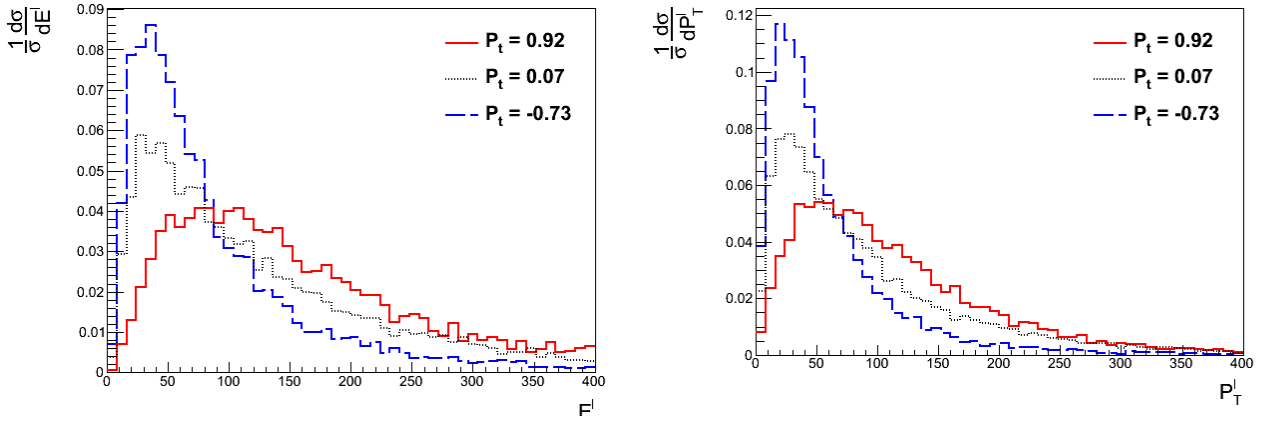 1/σ dσ/dE^l
0.09
0.08
0.07
0.06
0.05
0.04
0.03
0.02
0.01
0
P_t = 0.92
P_t = 0.07
P_t = -0.73
0 50 100 150 200 250 300 350 400
E^l
1/σ dσ/dP_T^l
0.12
0.1
0.08
0.06
0.04
0.02
0
P_t = 0.92
P_t = 0.07
P_t = -0.73
0 50 100 150 200 250 300 350 400
P_T^l